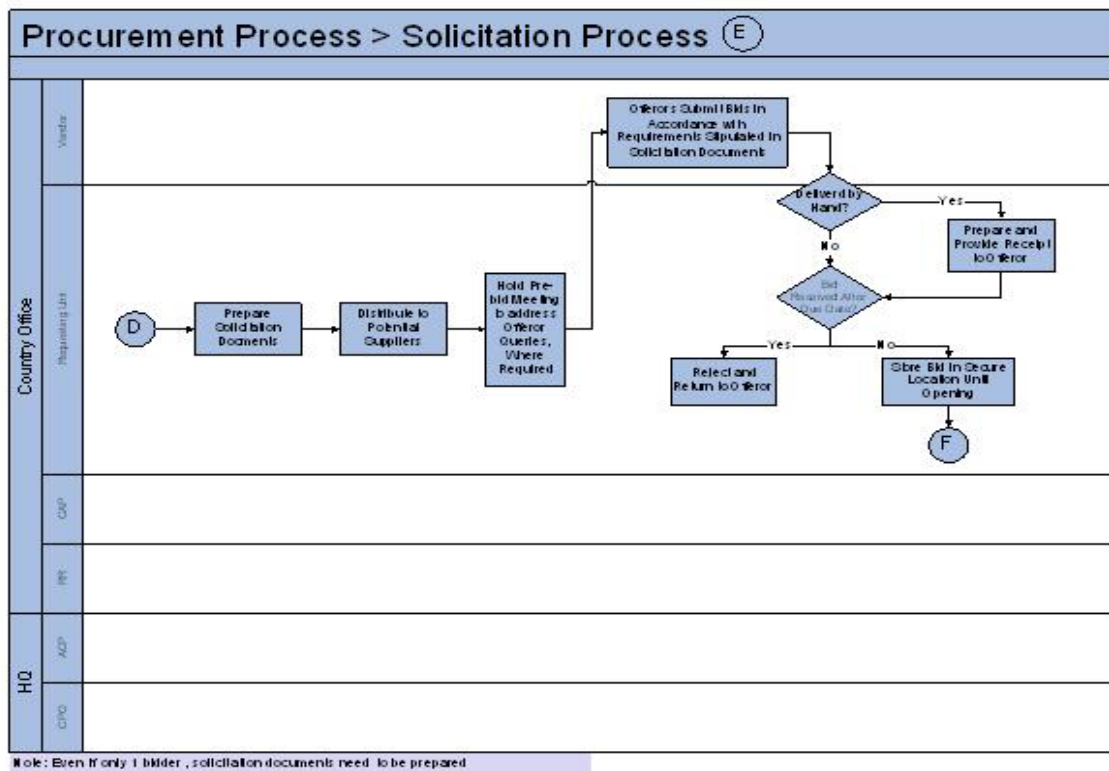 Procurement Process > Solicitation Process E
Country Office
HQ
Vendor
Requesting Unit
CAP
RR
ACP
CPO
D
Prepare
Solicitation
Docments
Distribute to
Potential
Suppliers
Hold Pre-
bid Meeting
to address
Offeror
Queries,
Where
Required
Offerors Submit Bids in
Accordance with
Requirements Stipulated in
Solicitation Documents
Deliverd by
Hand?
Yes
No
Prepare and
Provide Receipt
to Offeror
Bid
Received After
Due Date?
Yes
No
Reject and
Return to Offeror
Store Bid in Secure
Location Until
Opening
F
Note: Even if only 1 bidder , solicitation documents need to be prepared